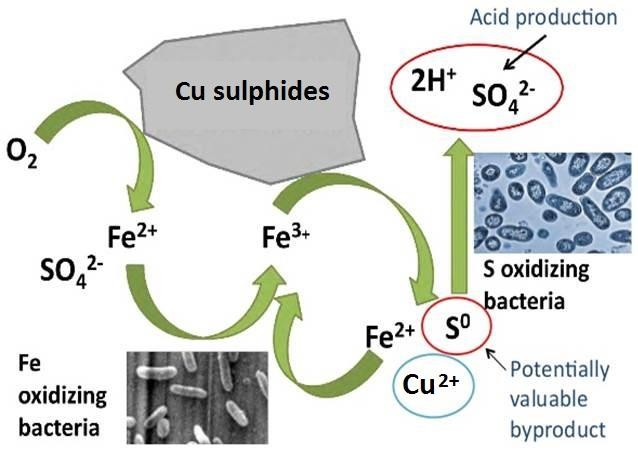 Acid production
Cu sulphides
2H⁺
SO₄²⁻
O₂
Fe²⁺
SO₄²⁻
Fe³⁺
S oxidizing
bacteria
Fe²⁺
S⁰
Cu²⁺
Fe
oxidizing
bacteria
Potentially
valuable
byproduct